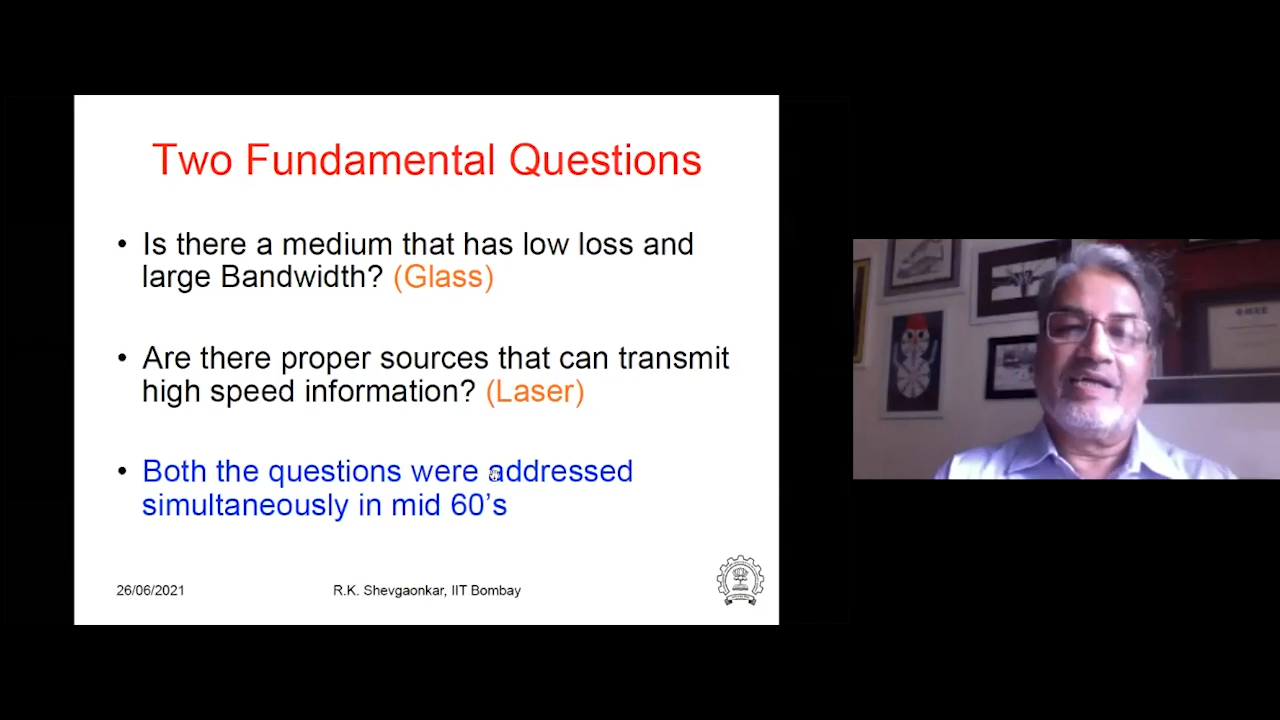 Two Fundamental Questions
• Is there a medium that has low loss and
large Bandwidth? (Glass)
• Are there proper sources that can transmit
high speed information? (Laser)
• Both the questions were addressed
simultaneously in mid 60's
26/06/2021
R.K. Shevgaonkar, IIT Bombay